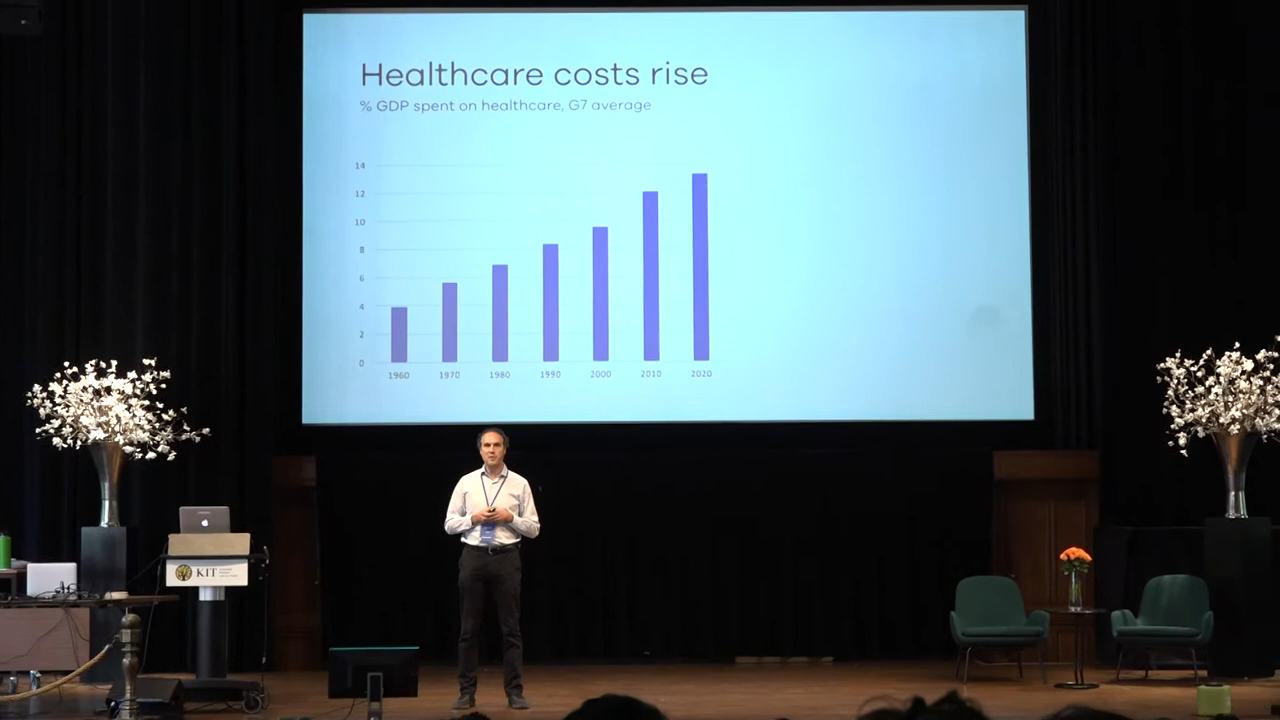 Healthcare costs rise
% GDP spent on healthcare, G7 average
14
12
10
8
6
4
2
0
1960 1970 1980 1990 2000 2010 2020
KIT